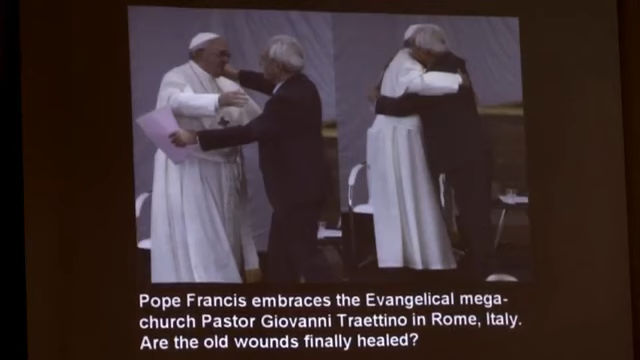 Pope Francis embraces the Evangelical mega-
church Pastor Giovanni Traettino in Rome, Italy.
Are the old wounds finally healed?